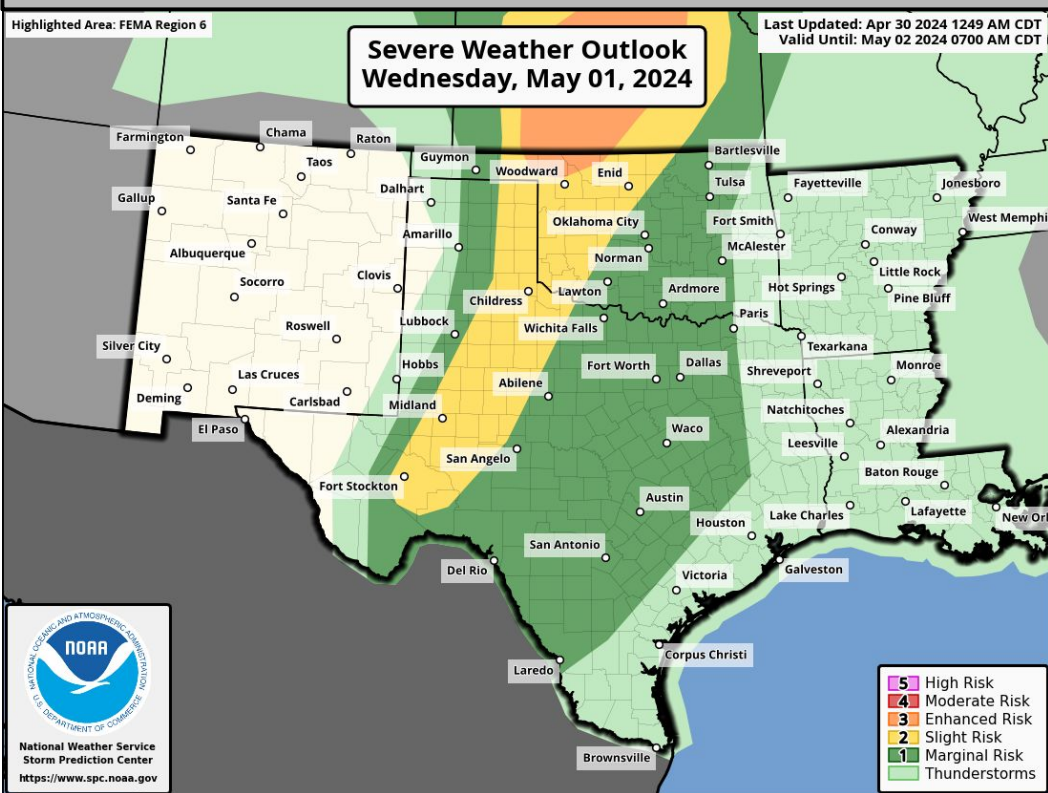 Highlighted Area: FEMA Region 6
Last Updated: Apr 30 2024 1249 AM CDT
Valid Until: May 02 2024 0700 AM CDT
Severe Weather Outlook
Wednesday, May 01, 2024
Farmington
Chama
Raton
Taos
Guymon
Bartlesville
Woodward
Enid
Gallup
Santa Fe
Dalhart
Tulsa
Fayetteville
Jonesboro
Albuquerque
Amarillo
Oklahoma City
Fort Smith
West Memphi
Conway
Norman
McAlester
Socorro
Clovis
Little Rock
Childress
Lawton
Ardmore
Hot Springs
Pine Bluff
Roswell
Lubbock
Wichita Falls
Paris
Silver City
Texarkana
Las Cruces
Hobbs
Fort Worth
Dallas
Shreveport
Monroe
Deming
Carlsbad
Midland
Abilene
Natchitoches
El Paso
Waco
Leesville
Alexandria
San Angelo
Baton Rouge
Fort Stockton
Austin
Houston
Lake Charles
Lafayette
New Orl
San Antonio
Del Rio
Victoria
Galveston
Laredo
Corpus Christi
Brownsville
NATIONAL OCEANIC AND ATMOSPHERIC ADMINISTRATION
NOAA
U.S. DEPARTMENT OF COMMERCE
National Weather Service
Storm Prediction Center
https://www.spc.noaa.gov
5 High Risk
4 Moderate Risk
3 Enhanced Risk
2 Slight Risk
1 Marginal Risk
Thunderstorms